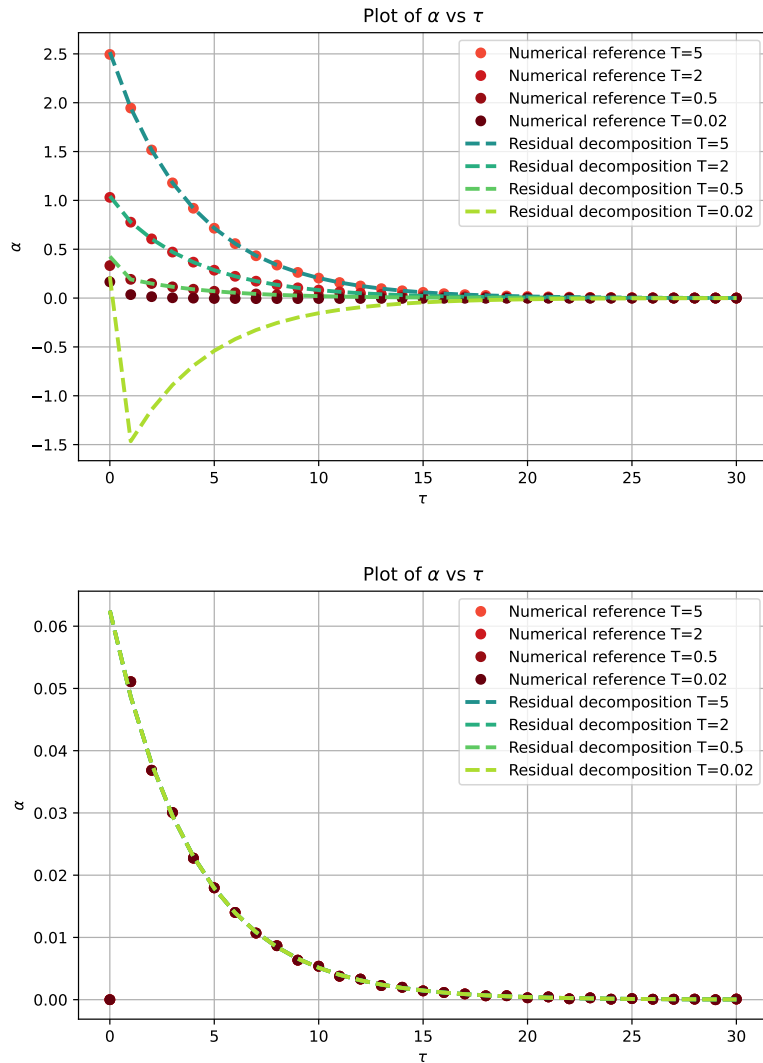 Plot of α vs τ
2.5
2.0
1.5
1.0
0.5
0.0
−0.5
−1.0
−1.5
α
Numerical reference T=5
Numerical reference T=2
Numerical reference T=0.5
Numerical reference T=0.02
Residual decomposition T=5
Residual decomposition T=2
Residual decomposition T=0.5
Residual decomposition T=0.02
0 5 10 15 20 25 30
τ
Plot of α vs τ
0.06
0.05
0.04
0.03
0.02
0.01
0.00
α
Numerical reference T=5
Numerical reference T=2
Numerical reference T=0.5
Numerical reference T=0.02
Residual decomposition T=5
Residual decomposition T=2
Residual decomposition T=0.5
Residual decomposition T=0.02
0 5 10 15 20 25 30
τ